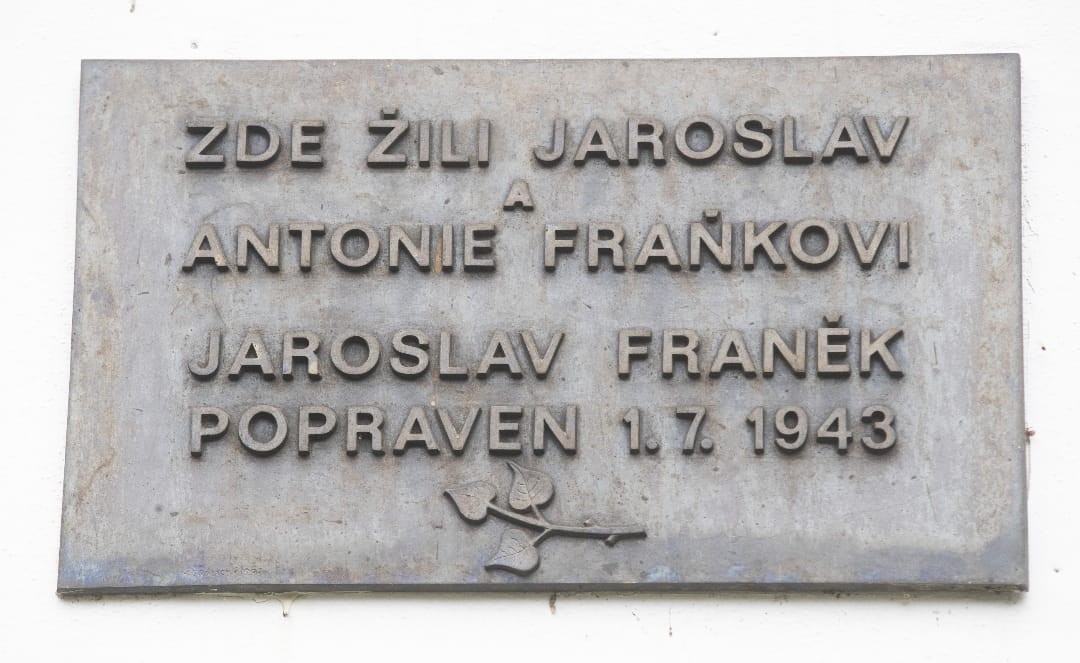 ZDE ŽILI JAROSLAV
A
ANTONIE FRAŇKOVI
JAROSLAV FRANĚK
POPRAVEN 1.7.1943